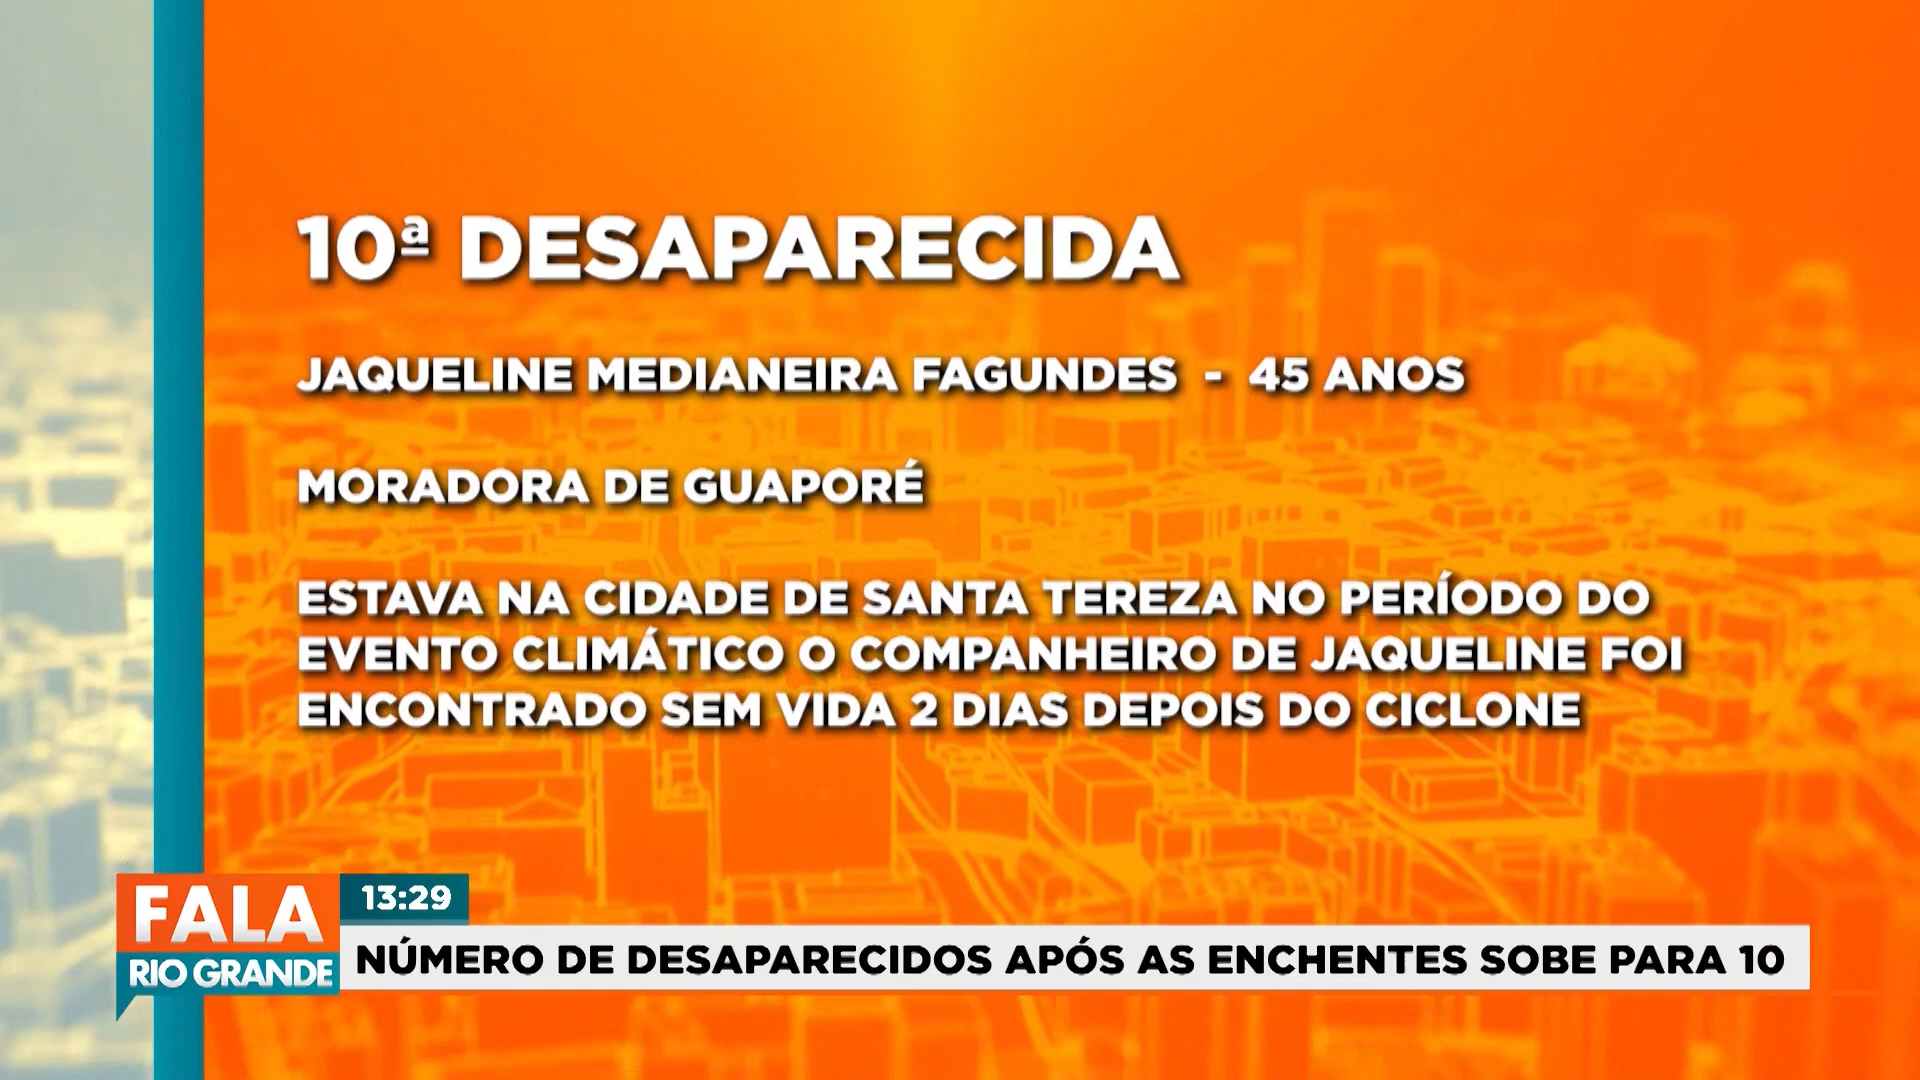 10ª DESAPARECIDA
JAQUELINE MEDIANEIRA FAGUNDES - 45 ANOS
MORADORA DE GUAPORÉ
ESTAVA NA CIDADE DE SANTA TEREZA NO PERÍODO DO
EVENTO CLIMÁTICO O COMPANHEIRO DE JAQUELINE FOI
ENCONTRADO SEM VIDA 2 DIAS DEPOIS DO CICLONE
FALA
RIO GRANDE
13:29
NÚMERO DE DESAPARECIDOS APÓS AS ENCHENTES SOBE PARA 10